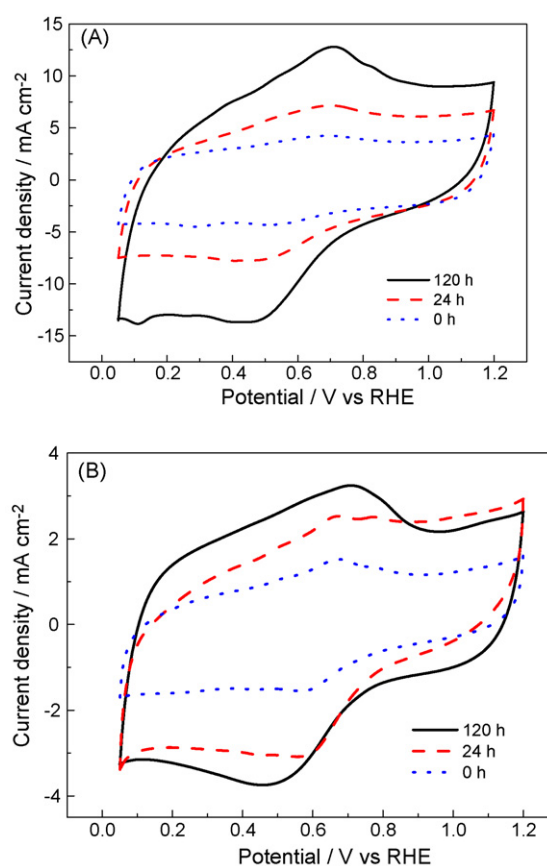 (A)
15
10
5
0
-5
-10
-15
Current density / mA cm-2
120 h
24 h
0 h
0.0 0.2 0.4 0.6 0.8 1.0 1.2
Potential / V vs RHE
(B)
4
2
0
-2
-4
Current density / mA cm-2
120 h
24 h
0 h
0.0 0.2 0.4 0.6 0.8 1.0 1.2
Potential / V vs RHE